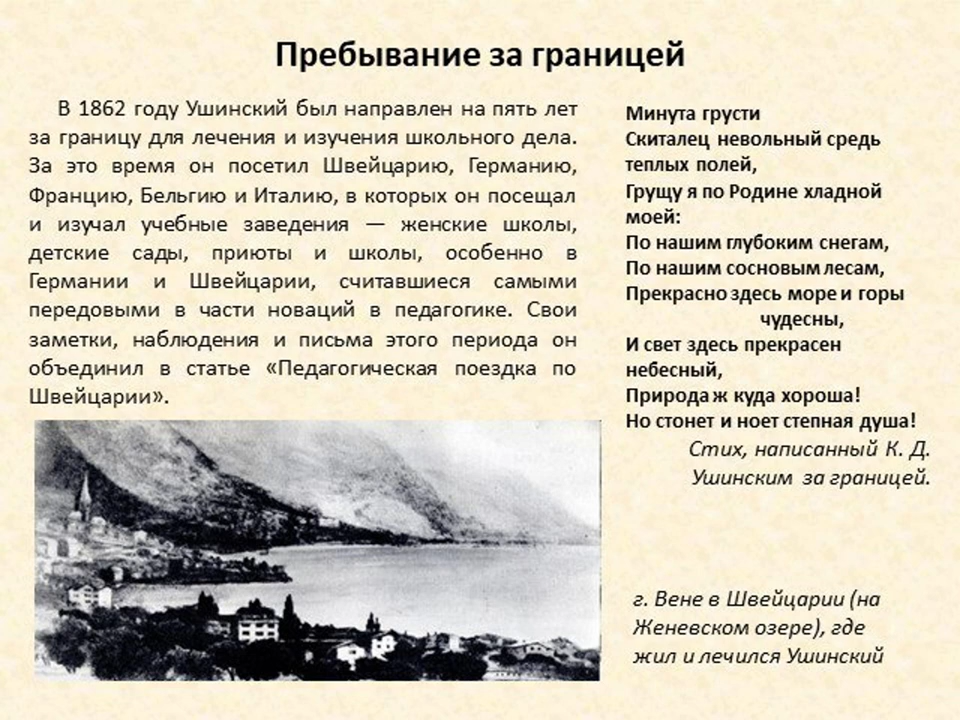 Пребывание за границей
В 1862 году Ушинский был направлен на пять лет
за границу для лечения и изучения школьного дела.
За это время он посетил Швейцарию, Германию,
Францию, Бельгию и Италию, в которых он посещал
и изучал учебные заведения — женские школы,
детские сады, приюты и школы, особенно в
Германии и Швейцарии, считавшиеся самыми
передовыми в части новаций в педагогике. Свои
заметки, наблюдения и письма этого периода он
объединил в статье «Педагогическая поездка по
Швейцарии».
Минута грусти
Скиталец невольный средь
теплых полей,
Грущу я по Родине хладной
моей:
По нашим глубоким снегам,
По нашим сосновым лесам,
Прекрасно здесь море и горы
чудесны,
И свет здесь прекрасен
небесный,
Природа ж куда хороша!
Но стонет и ноет степная душа!
Стих, написанный К. Д.
Ушинским за границей.
г. Вене в Швейцарии (на
Женевском озере), где
жил и лечился Ушинский